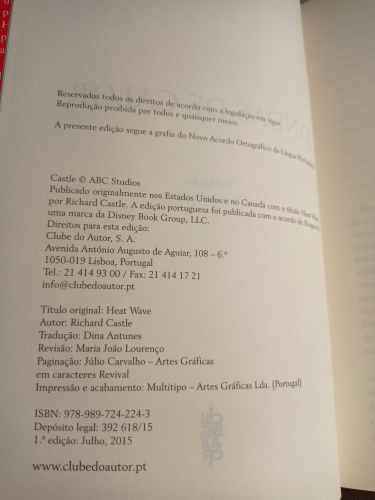 Reservados todos os direitos de acordo com a legislação em vigor.
Reprodução proibida por todos e quaisquer meios.
A presente edição segue a grafia do Novo Acordo Ortográfico da Língua Portuguesa.
Castle © ABC Studios
Publicado originalmente nos Estados Unidos e no Canadá com o título Heat Wave
por Richard Castle. A edição portuguesa foi publicada com o acordo de
uma marca da Disney Book Group, LLC.
Direitos para esta edição:
Clube do Autor, S. A.
Avenida António Augusto de Aguiar, 108 – 6.º
1050-019 Lisboa, Portugal
Tel.: 21 414 93 00 / Fax: 21 414 17 21
info@clubedoautor.pt
Título original: Heat Wave
Autor: Richard Castle
Tradução: Dina Antunes
Revisão: Maria João Lourenço
Paginação: Júlio Carvalho – Artes Gráficas
em caracteres Revival
Impressão e acabamento: Multitipo – Artes Gráficas Lda. (Portugal)
ISBN: 978-989-724-224-3
Depósito legal: 392 618/15
1.ª edição: Julho, 2015
www.clubedoautor.pt